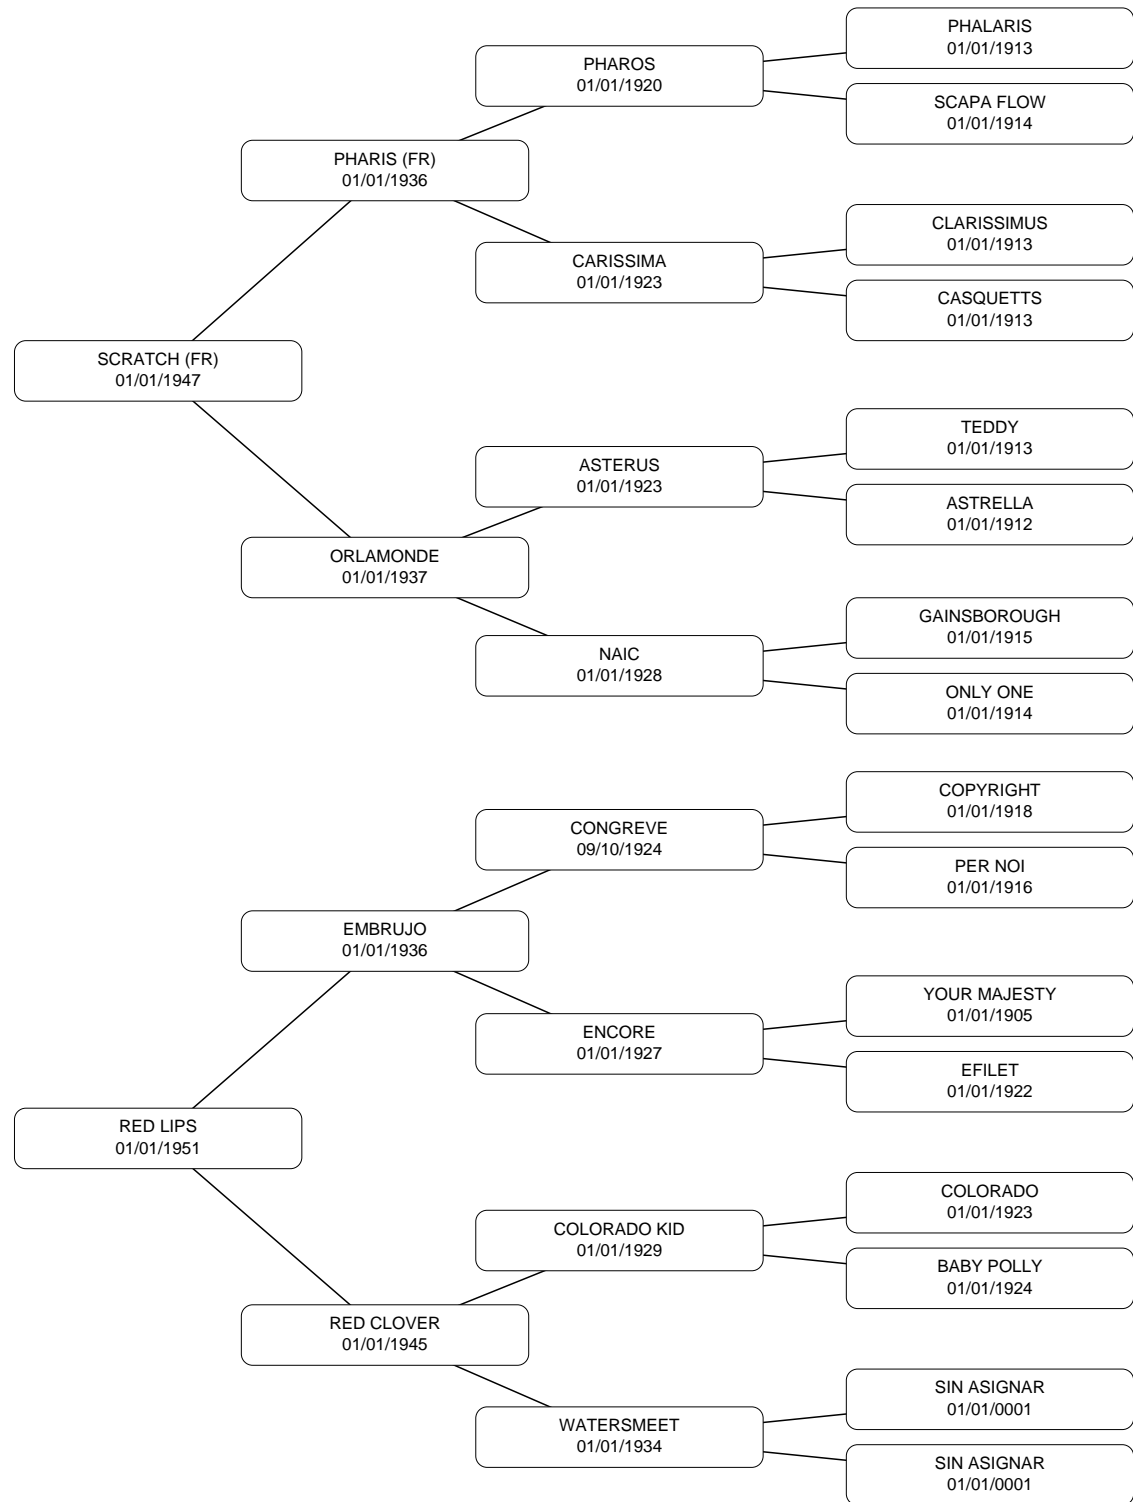 PHALARIS
01/01/1913
PHAROS
01/01/1920
SCAPA FLOW
01/01/1914
PHARIS (FR)
01/01/1936
CLARISSIMUS
01/01/1913
CARISSIMA
01/01/1923
CASQUETTS
01/01/1913
SCRATCH (FR)
01/01/1947
TEDDY
01/01/1913
ASTERUS
01/01/1923
ASTRELLA
01/01/1912
ORLAMONDE
01/01/1937
GAINSBOROUGH
01/01/1915
NAIC
01/01/1928
ONLY ONE
01/01/1914
COPYRIGHT
01/01/1918
CONGREVE
09/10/1924
PER NOI
01/01/1916
EMBRUJO
01/01/1936
YOUR MAJESTY
01/01/1905
ENCORE
01/01/1927
EFILET
01/01/1922
RED LIPS
01/01/1951
COLORADO
01/01/1923
COLORADO KID
01/01/1929
BABY POLLY
01/01/1924
RED CLOVER
01/01/1945
SIN ASIGNAR
01/01/0001
WATERSMEET
01/01/1934
SIN ASIGNAR
01/01/0001